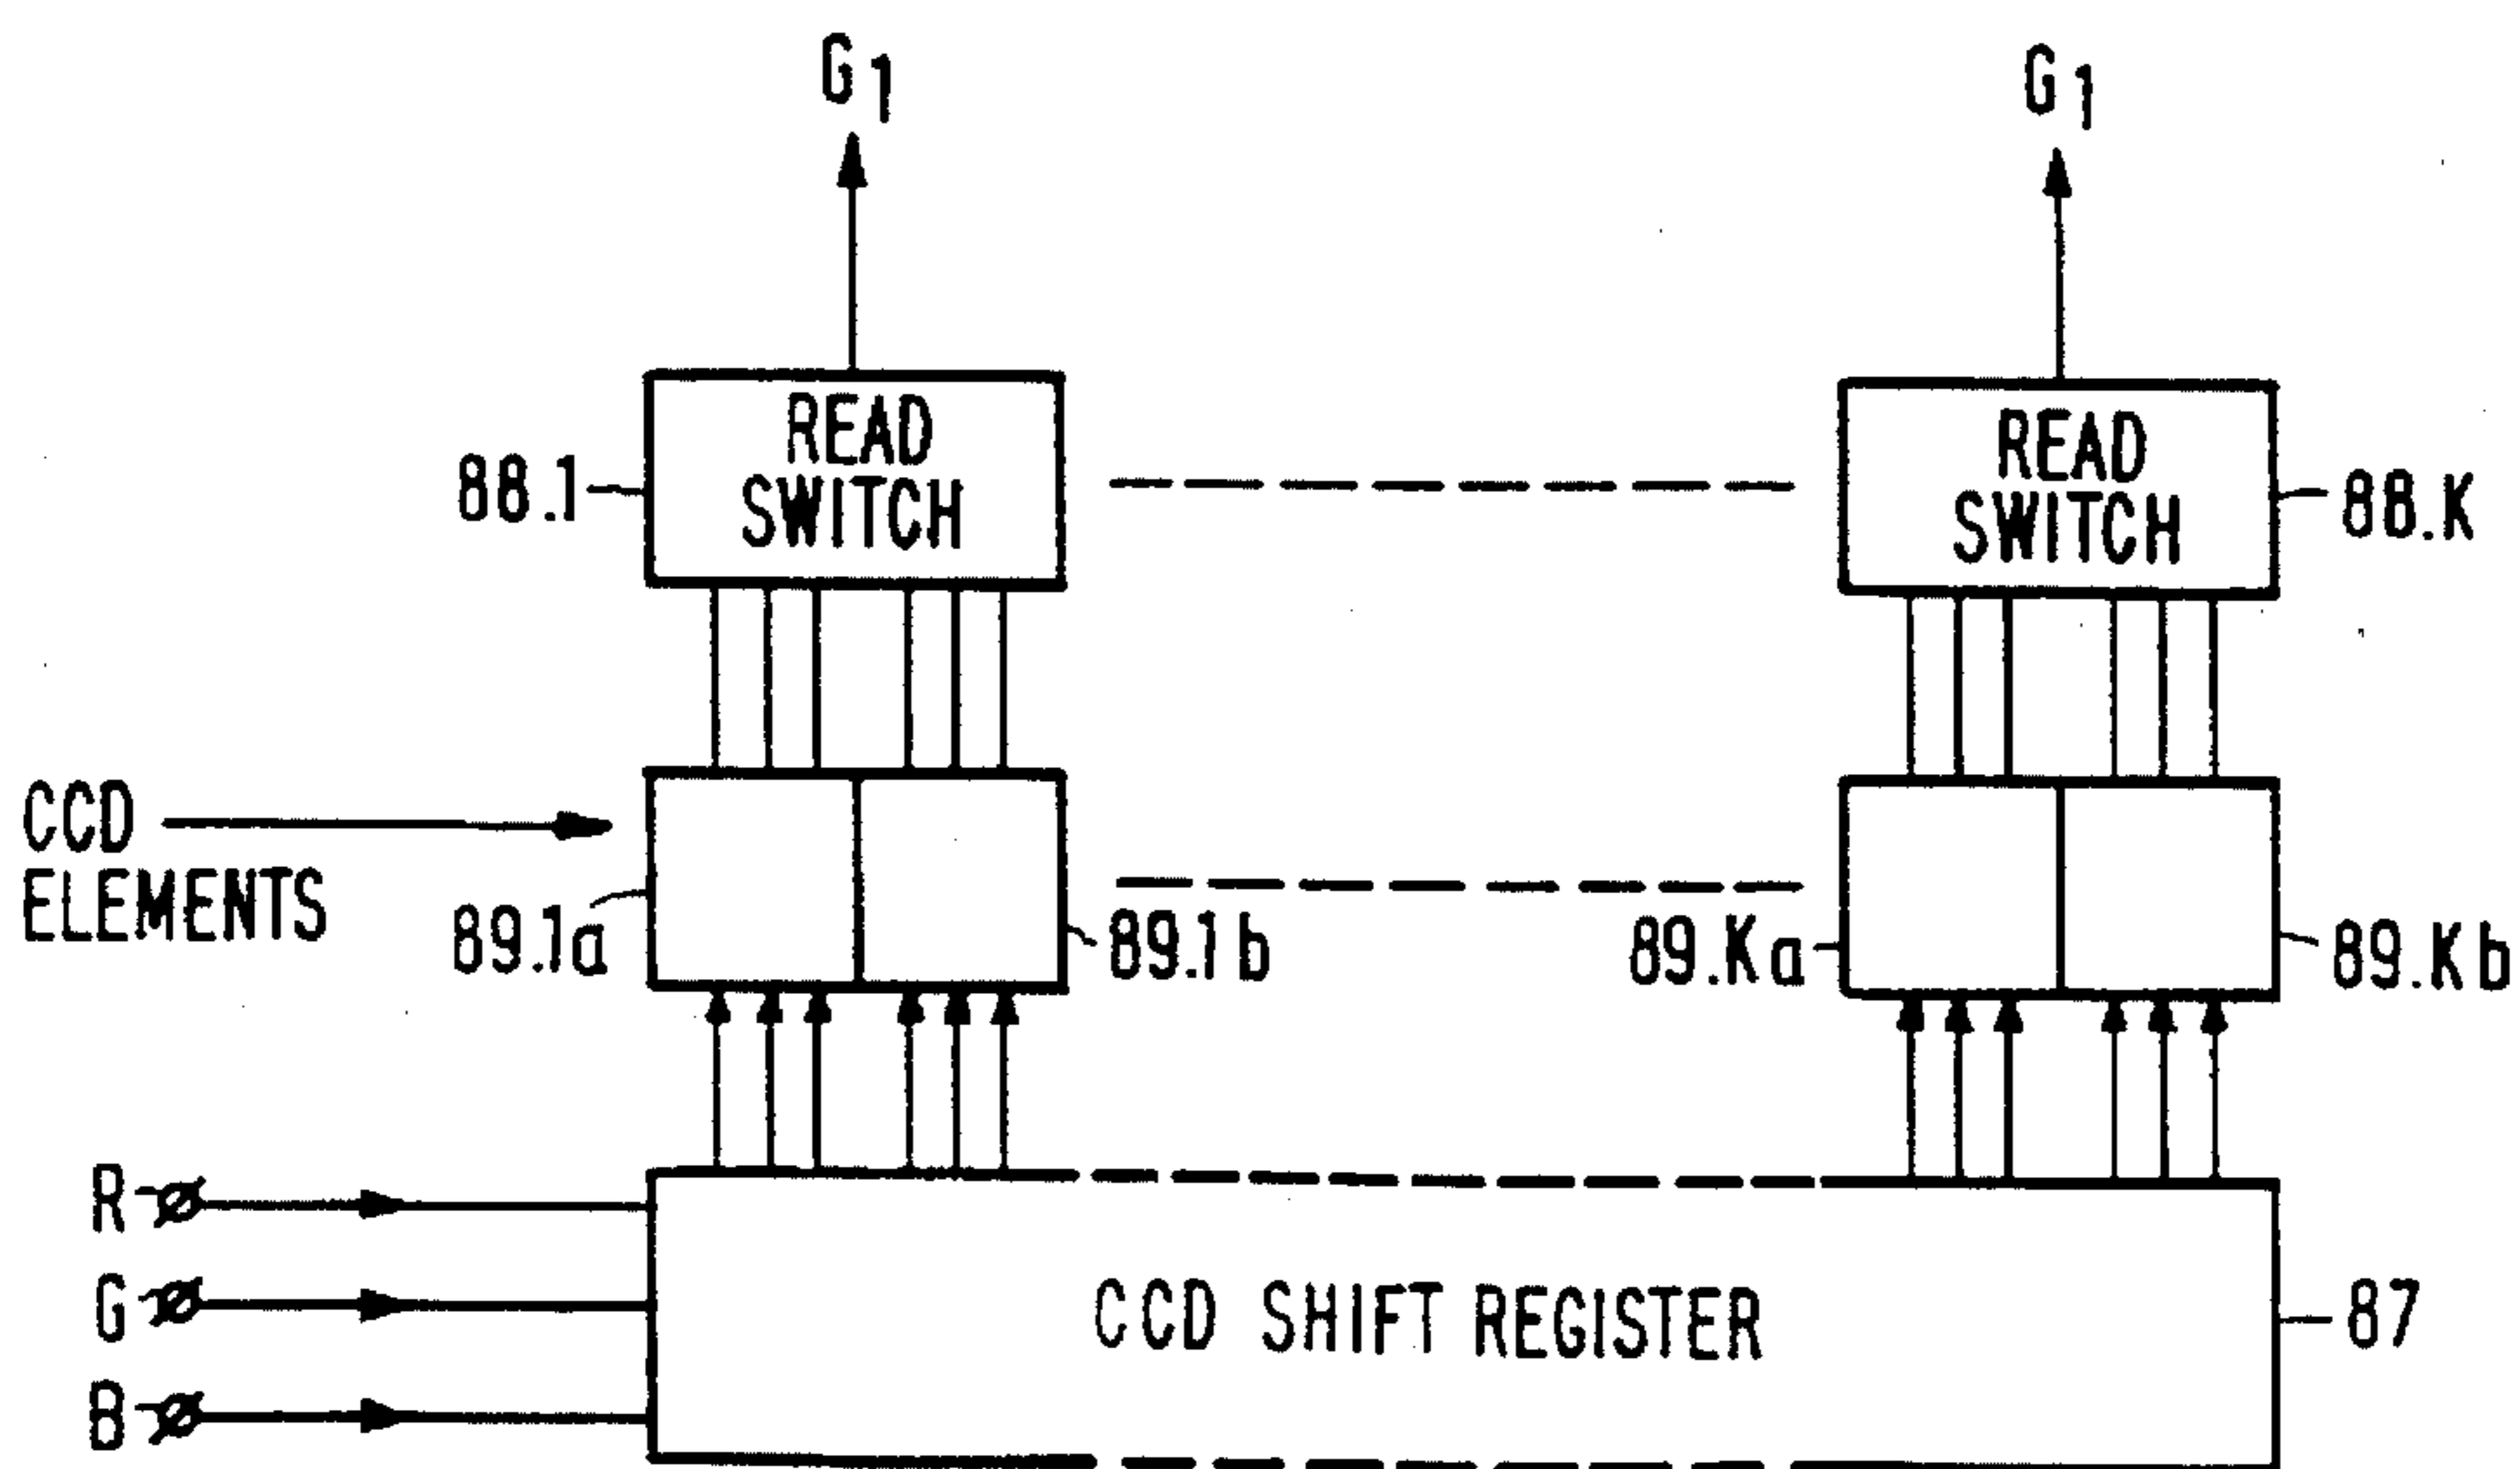 G1
G1
READ
SWITCH
88.1
READ
SWITCH
88.K
CCD
ELEMENTS
89.1a
89.1b
89.Ka
89.Kb
R
G
B
CCD SHIFT REGISTER
87